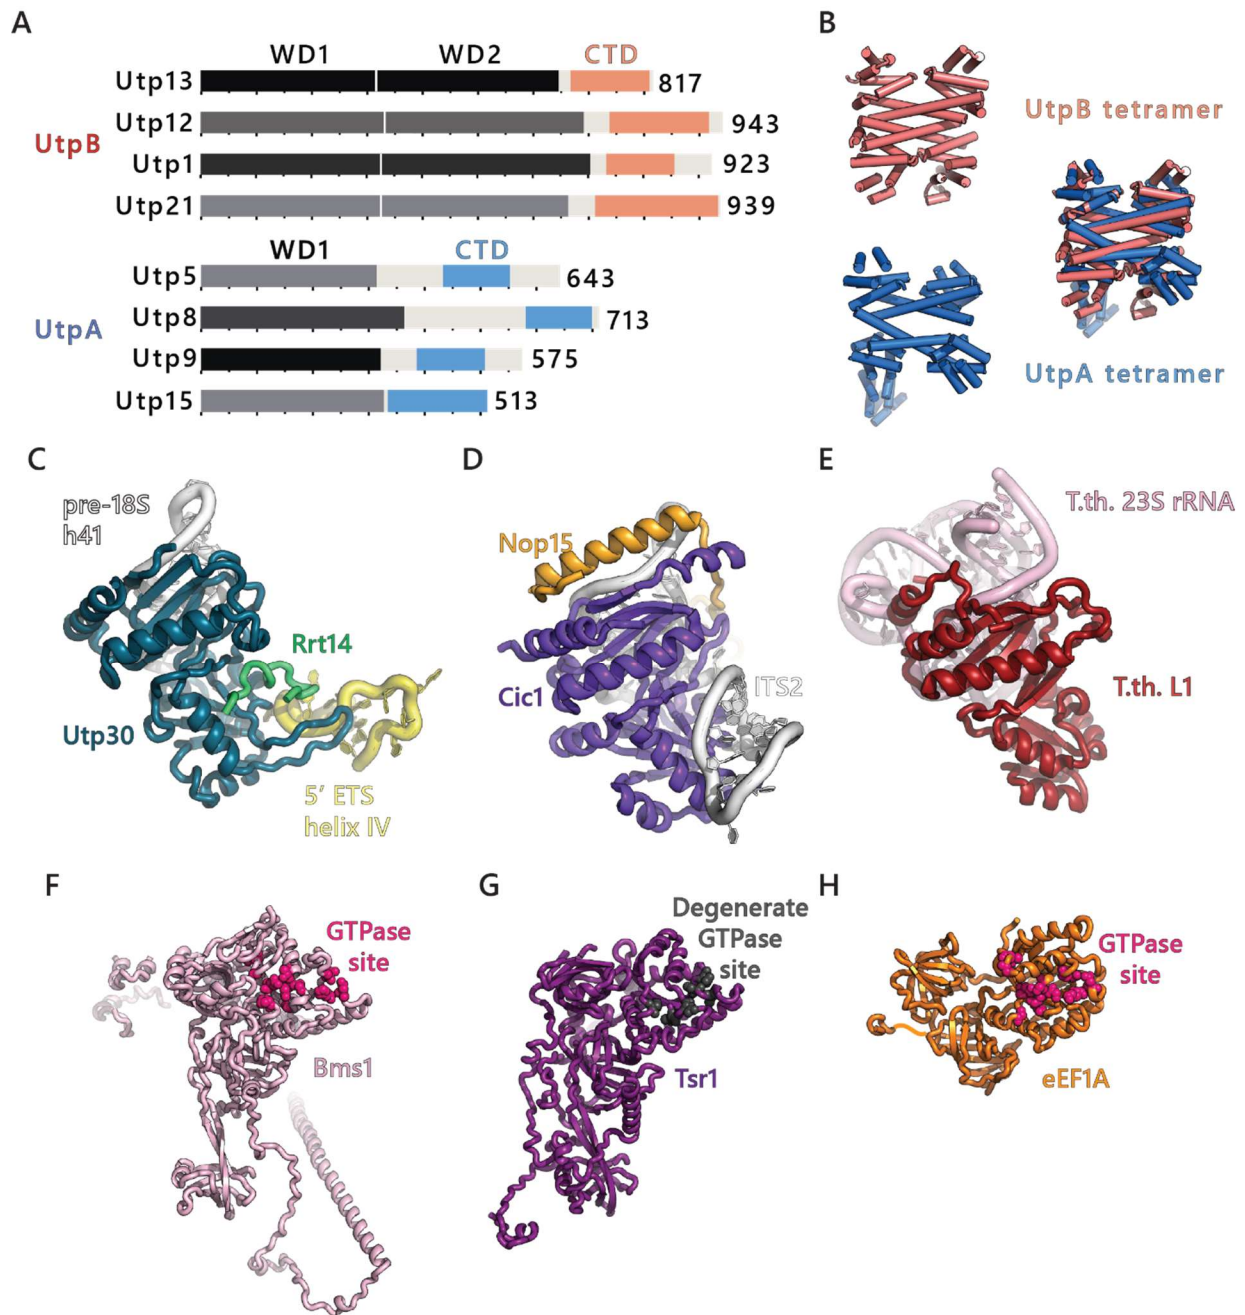 A
WD1 WD2 CTD
Utp13 817
Utp12 943
UtpB
Utp1 923
Utp21 939
WD1 CTD
Utp5 643
Utp8 713
UtpA
Utp9 575
Utp15 513
B
UtpB tetramer
UtpA tetramer
C
pre-18S
h41
Rrt14
Utp30
5′ ETS
helix IV
D
Nop15
Cic1
ITS2
E
T.th. 23S rRNA
T.th. L1
F
GTPase
site
Bms1
G
Degenerate
GTPase
site
Tsr1
H
GTPase
site
eEF1A